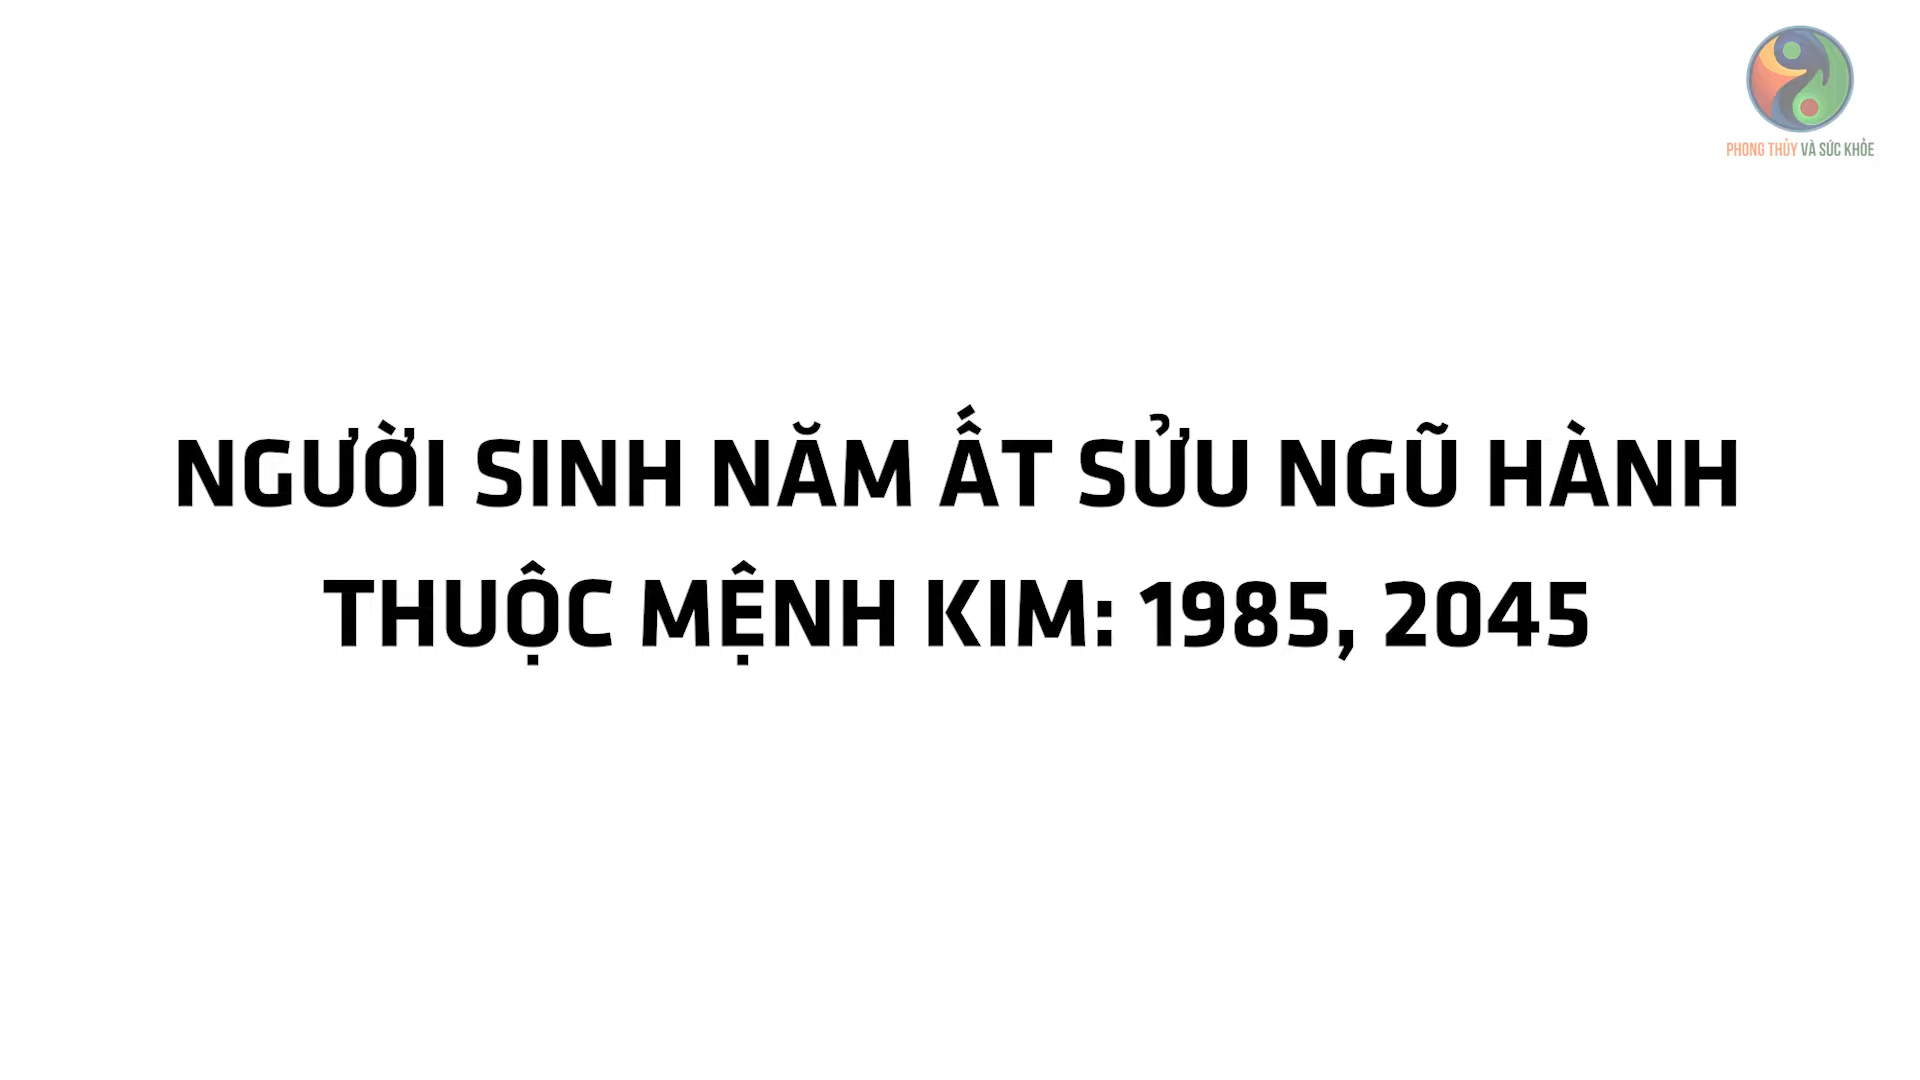 PHONG THỦY VÀ SỨC KHỎE
NGƯỜI SINH NĂM ẤT SỬU NGŨ HÀNH
THUỘC MỆNH KIM: 1985, 2045